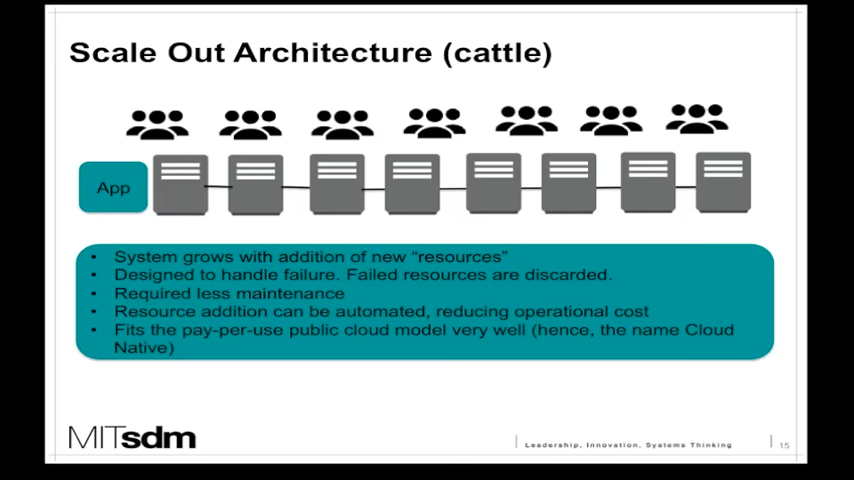 Scale Out Architecture (cattle)
App
• System grows with addition of new “resources”
• Designed to handle failure. Failed resources are discarded.
• Required less maintenance
• Resource addition can be automated, reducing operational cost
• Fits the pay-per-use public cloud model very well (hence, the name Cloud
Native)
MITsdm
Leadership, Innovation, Systems Thinking
15